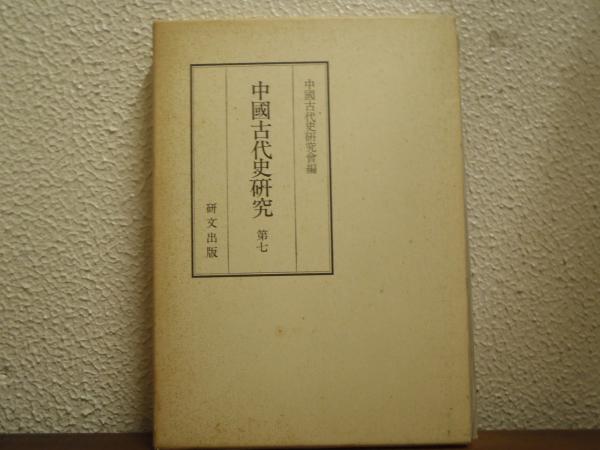 中國古代史研究會編
中國古代史研究 第七
研文出版